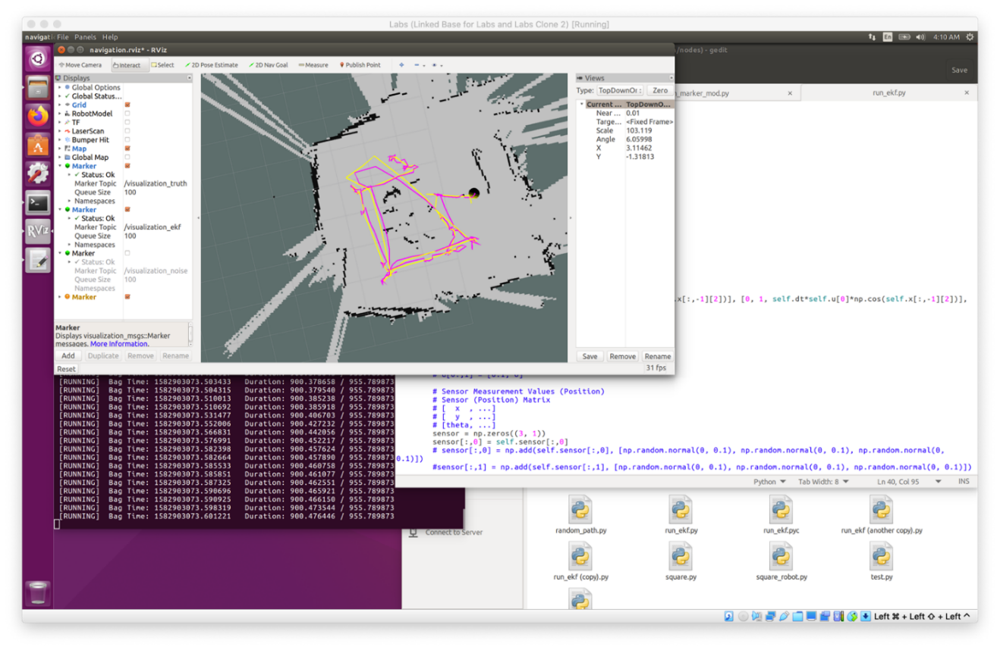 Labs (Linked Base for Labs and Labs Clone 2) [Running]
navigati File Panels Help
En
4:10 AM
navigation.rviz* - RViz
/nodes) - gedit
Move Camera Interact Select 2D Pose Estimate 2D Nav Goal Measure Publish Point
Save
Displays
Global Options
Global Status...
Grid
RobotModel
TF
LaserScan
Bumper Hit
Map
Global Map
Marker
Status: Ok
Marker Topic /visualization_truth
Queue Size 100
Namespaces
Marker
Status: Ok
Marker Topic /visualization_ekf
Queue Size 100
Namespaces
Marker
Status: Ok
Marker Topic /visualization_noise
Queue Size 100
Namespaces
Marker
Marker
Displays visualization_msgs::Marker
messages. More Information.
Add Duplicate Remove Rename
Reset
Views
Type: TopDownOr Zero
Current ... TopDownO...
Near ... 0.01
Targe... <Fixed Frame>
Scale 103.119
Angle 6.05998
X 3.11462
Y -1.31813
Save Remove Rename
31 fps
_marker_mod.py ×
run_ekf.py ×
.x[:,-1][2])], [0, 1, self.dt*self.u[0]*np.cos(self.x[:,-1][2])],
# Sensor Measurement Values (Position)
# Sensor (Position) Matrix
# [ x , ...]
# [ y , ...]
# [theta, ...]
sensor = np.zeros((3, 1))
sensor[:,0] = self.sensor[:,0]
# sensor[:,0] = np.add(self.sensor[:,0], [np.random.normal(0, 0.1), np.random.normal(0, 0.1), np.random.normal(0,
0.1)])
#sensor[:,1] = np.add(self.sensor[:,1], [np.random.normal(0, 0.1), np.random.normal(0, 0.1), np.random.normal(0, 0.1)])
Python Tab Width: 8 Ln 40, Col 95 INS
[RUNNING] Bag Time: 1582903073.503433 Duration: 900.378658 / 955.789873
[RUNNING] Bag Time: 1582903073.504315 Duration: 900.379540 / 955.789873
[RUNNING] Bag Time: 1582903073.510013 Duration: 900.385238 / 955.789873
[RUNNING] Bag Time: 1582903073.510692 Duration: 900.385918 / 955.789873
[RUNNING] Bag Time: 1582903073.531477 Duration: 900.406703 / 955.789873
[RUNNING] Bag Time: 1582903073.552006 Duration: 900.427232 / 955.789873
[RUNNING] Bag Time: 1582903073.566831 Duration: 900.442056 / 955.789873
[RUNNING] Bag Time: 1582903073.576991 Duration: 900.452217 / 955.789873
[RUNNING] Bag Time: 1582903073.582398 Duration: 900.457624 / 955.789873
[RUNNING] Bag Time: 1582903073.582664 Duration: 900.457890 / 955.789873
[RUNNING] Bag Time: 1582903073.585533 Duration: 900.460758 / 955.789873
[RUNNING] Bag Time: 1582903073.585851 Duration: 900.461077 / 955.789873
[RUNNING] Bag Time: 1582903073.587325 Duration: 900.462551 / 955.789873
[RUNNING] Bag Time: 1582903073.590696 Duration: 900.465921 / 955.789873
[RUNNING] Bag Time: 1582903073.590925 Duration: 900.466150 / 955.789873
[RUNNING] Bag Time: 1582903073.598319 Duration: 900.473544 / 955.789873
[RUNNING] Bag Time: 1582903073.601221 Duration: 900.476446 / 955.789873
Connect to Server
random_path.py run_ekf.py run_ekf.pyc run_ekf (another copy).py
run_ekf (copy).py square.py square_robot.py test.py
RViz
Left ⌘ + Left ⇧ + Left ^